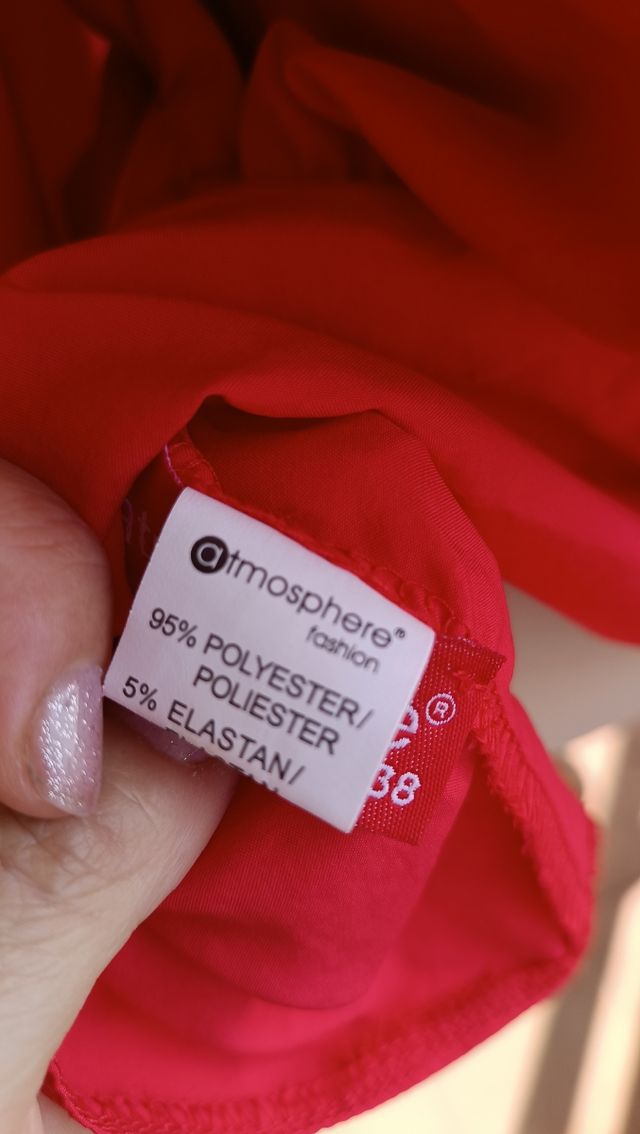 atmosphere®
fashion
95% POLYESTER/
POLIESTER
5% ELASTAN/
e®
38